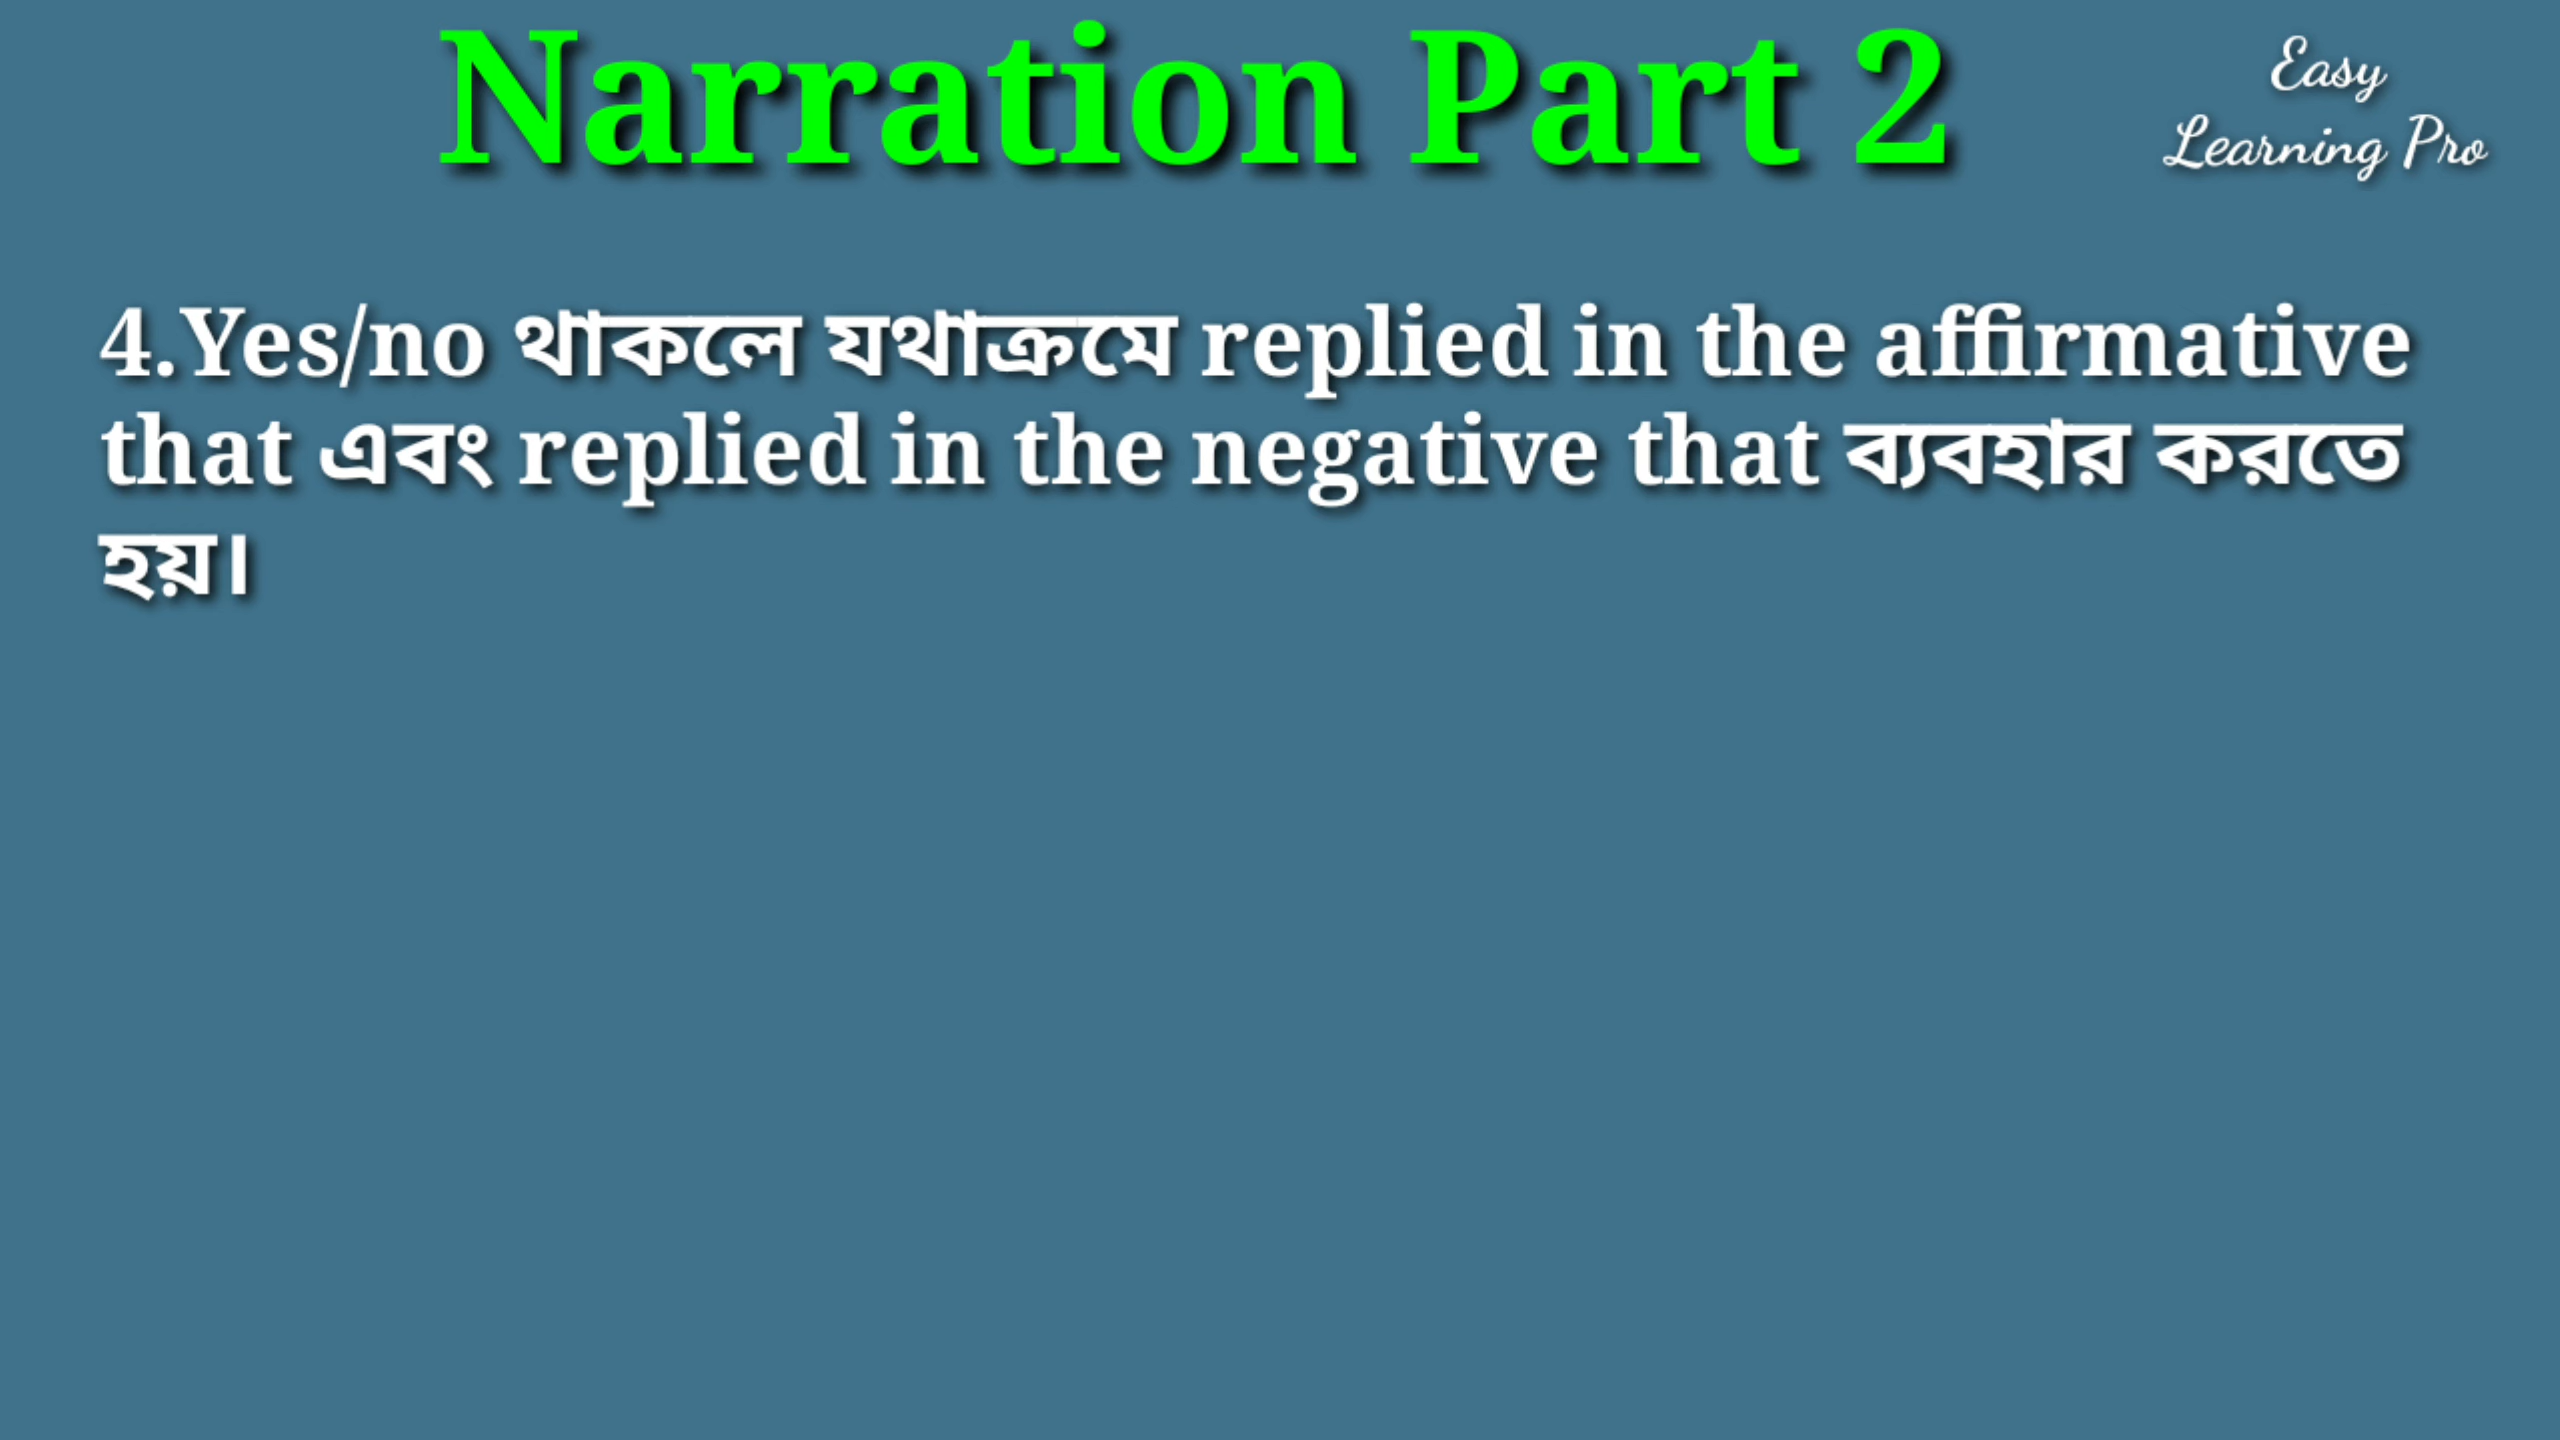 Narration Part 2
Easy
Learning Pro
4.Yes/no থাকলে যথাক্রমে replied in the affirmative
that এবং replied in the negative that ব্যবহার করতে
হয়।